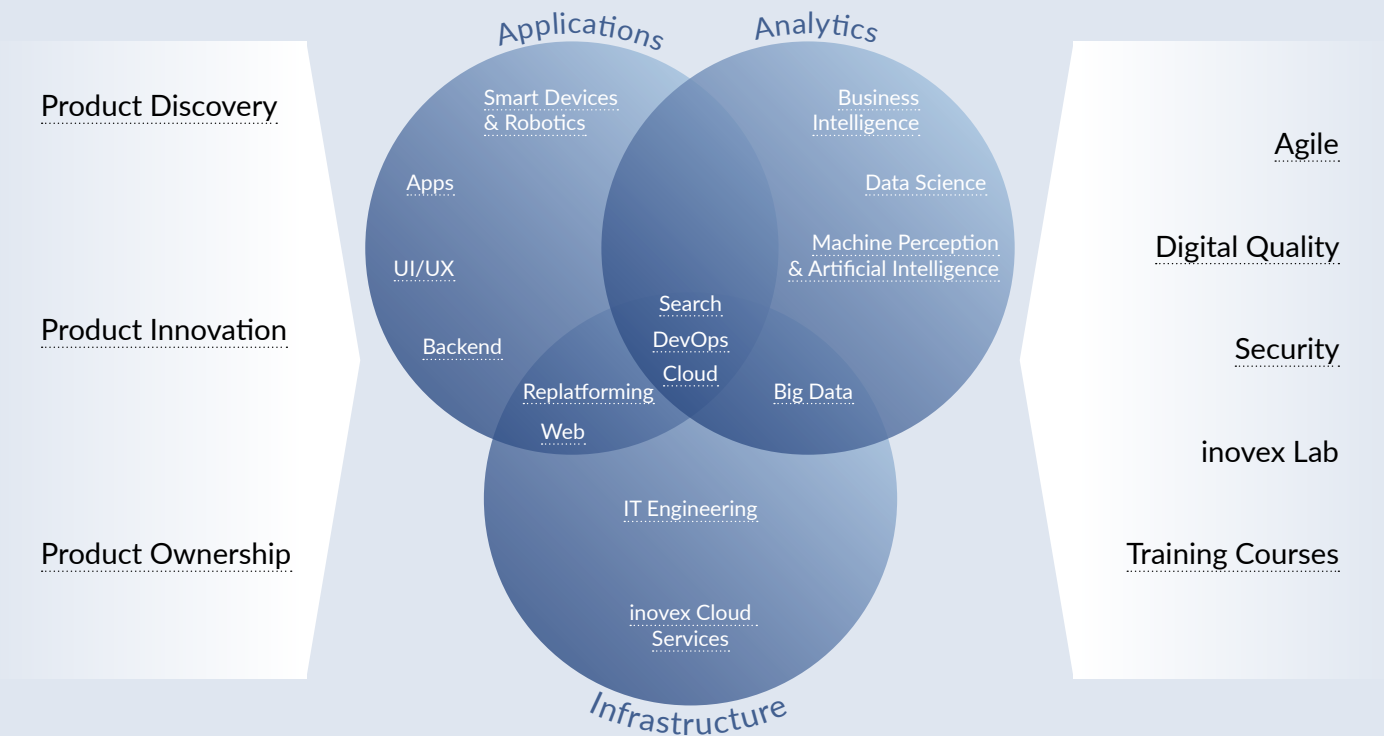 Applications
Analytics
Product Discovery
Product Innovation
Product Ownership
Smart Devices
& Robotics
Apps
UI/UX
Backend
Business
Intelligence
Data Science
Machine Perception
& Artificial Intelligence
Search
DevOps
Cloud
Replatforming
Web
Big Data
IT Engineering
inovex Cloud
Services
Infrastructure
Agile
Digital Quality
Security
inovex Lab
Training Courses